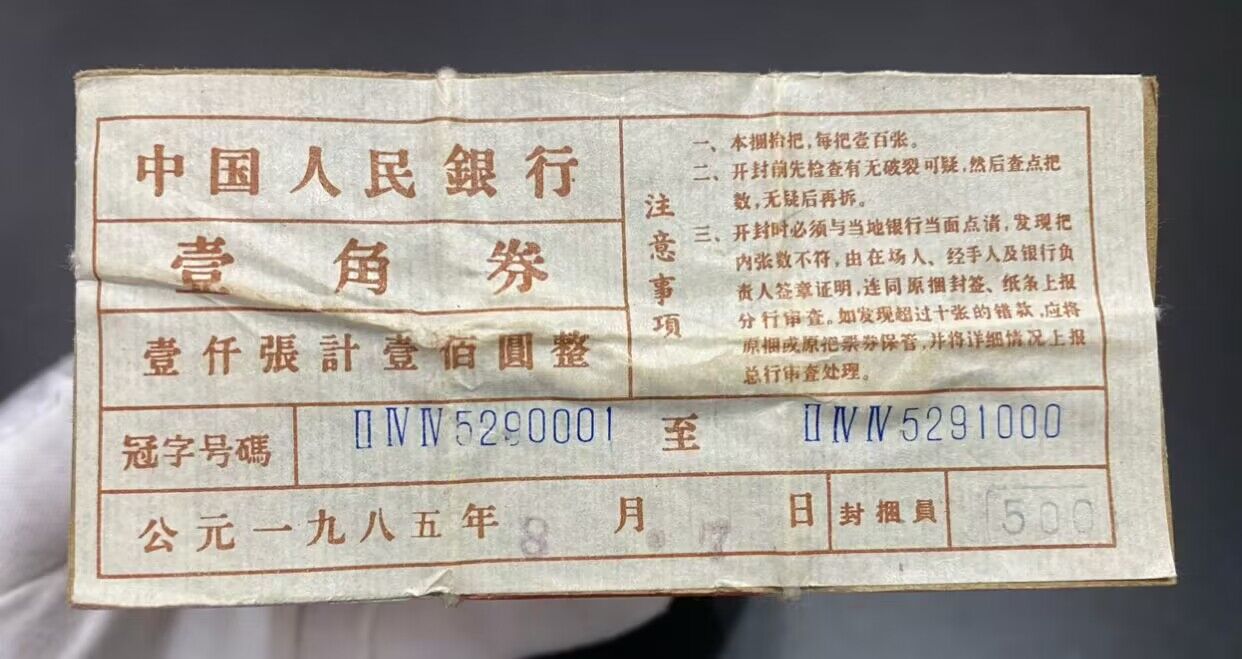 中国人民銀行
壹角券
壹仟張計壹佰圓整
注意事項
一、本捆拾把，每把壹百张。
二、开封前先检查有无破裂可疑，然后查点把
数，无疑后再拆。
三、开封时必须与当地银行当面点请，发现把
内张数不符，由在场人、经手人及银行负
责人签章证明，连同原捆封签、纸条上报
分行审查。如发现超过十张的错款，应将
原捆或原把票券保管，并将详细情况上报
总行审查处理。
冠字号碼 ⅡⅣⅣ5290001 至 ⅡⅣⅣ5291000
公元一九八五年 8 月 7 日 封捆員 500